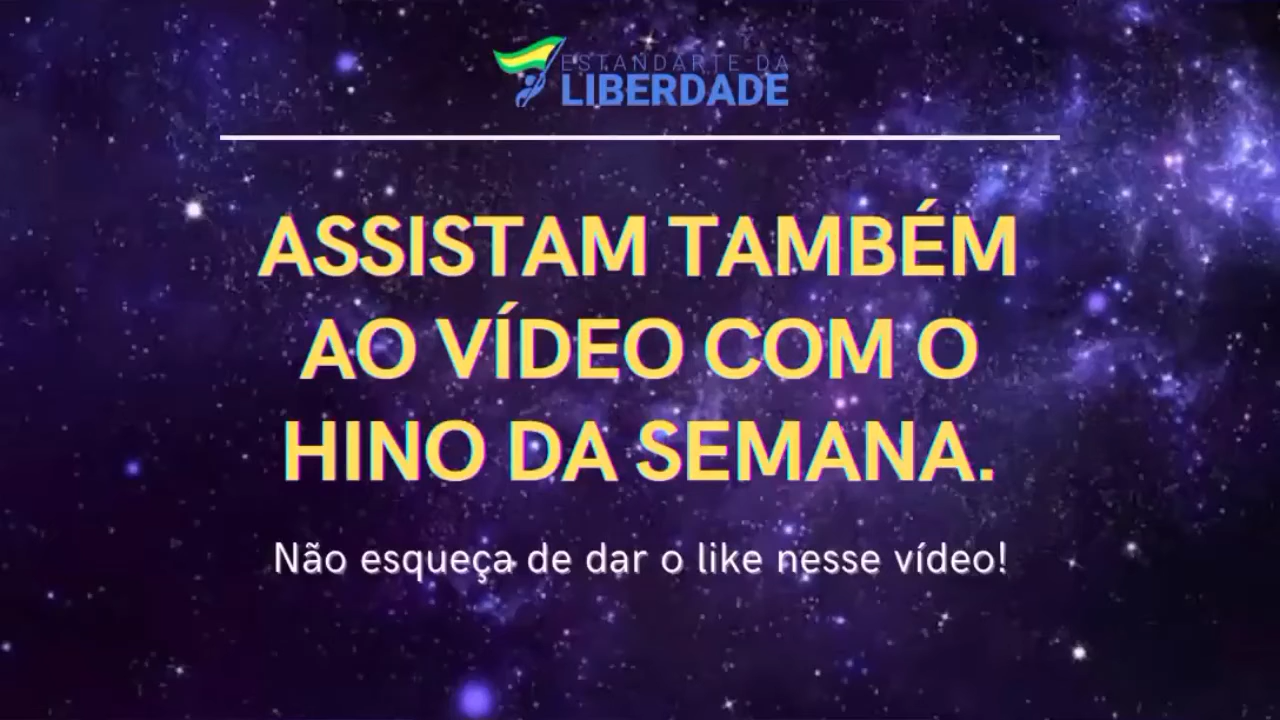 ESTANDARTE DA
LIBERDADE
ASSISTAM TAMBÉM
AO VÍDEO COM O
HINO DA SEMANA.
Não esqueça de dar o like nesse vídeo!